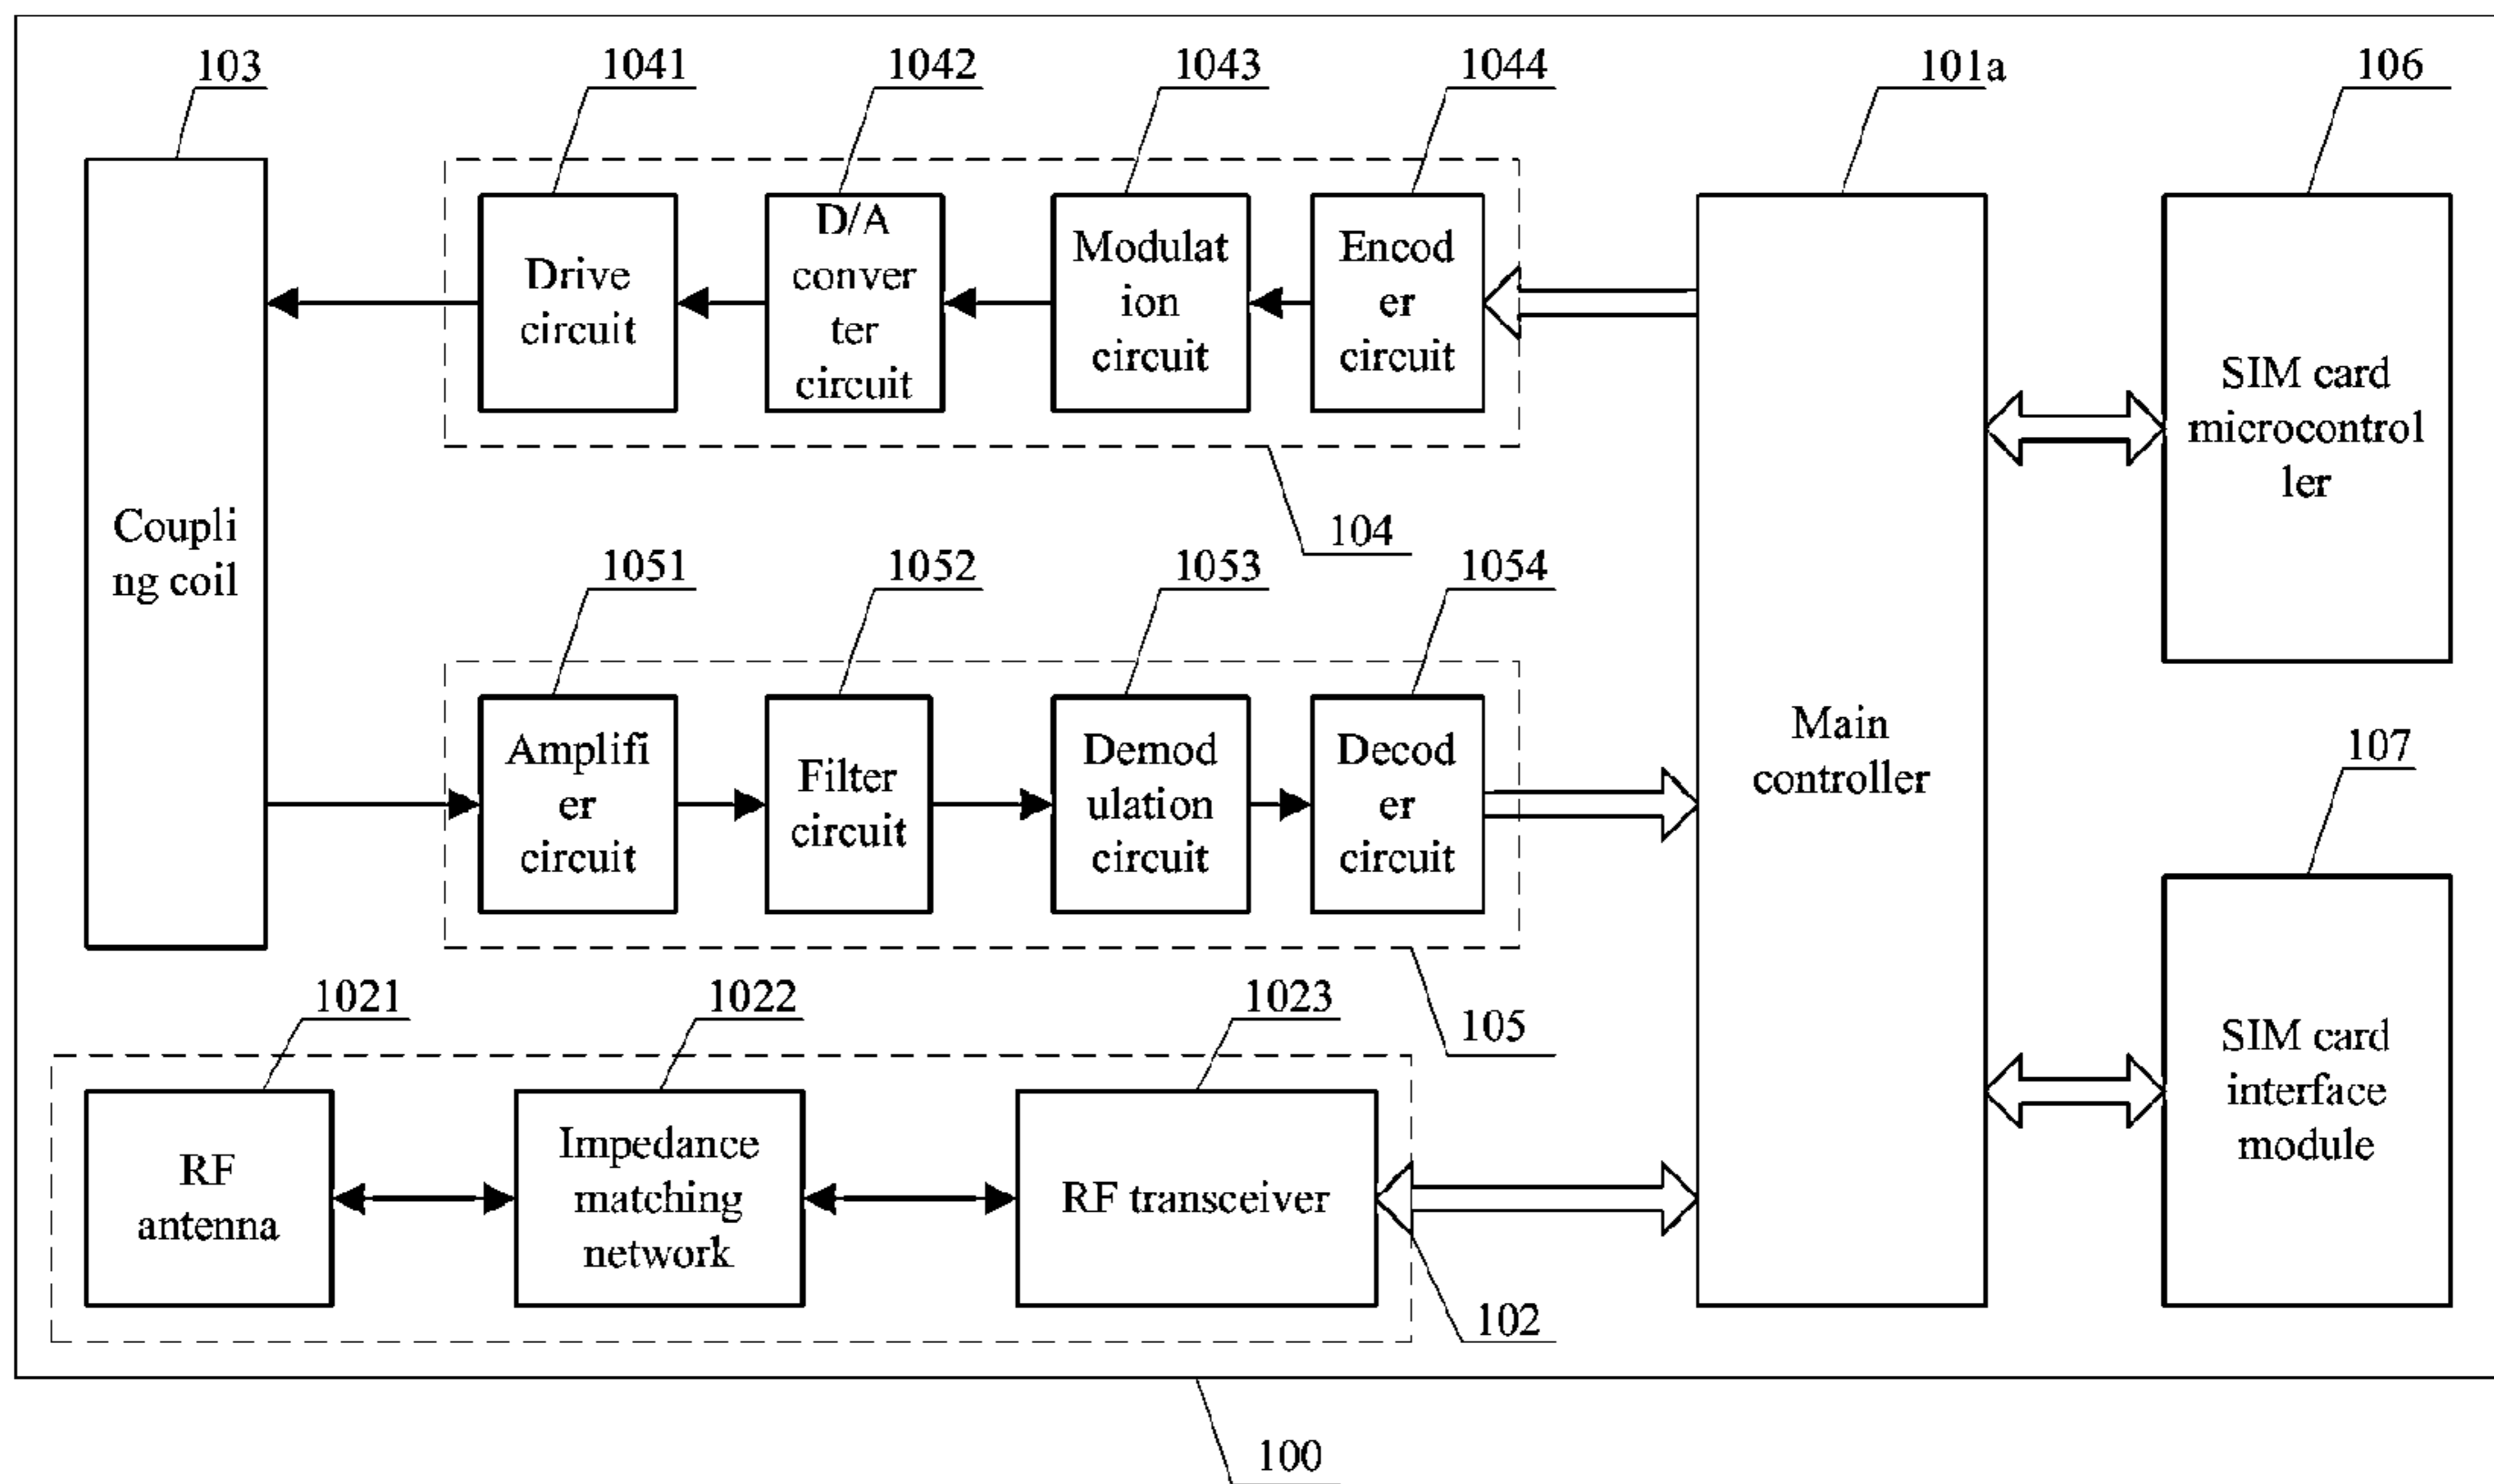 103
1041
1042
1043
1044
101a
106
Drive
circuit
D/A
conver
ter
circuit
Modulat
ion
circuit
Encod
er
circuit
SIM card
microcontrol
ler
Coupli
ng coil
104
1051
1052
1053
1054
Amplifi
er
circuit
Filter
circuit
Demod
ulation
circuit
Decod
er
circuit
Main
controller
107
105
1021
1022
1023
SIM card
interface
module
RF
antenna
Impedance
matching
network
RF transceiver
102
100